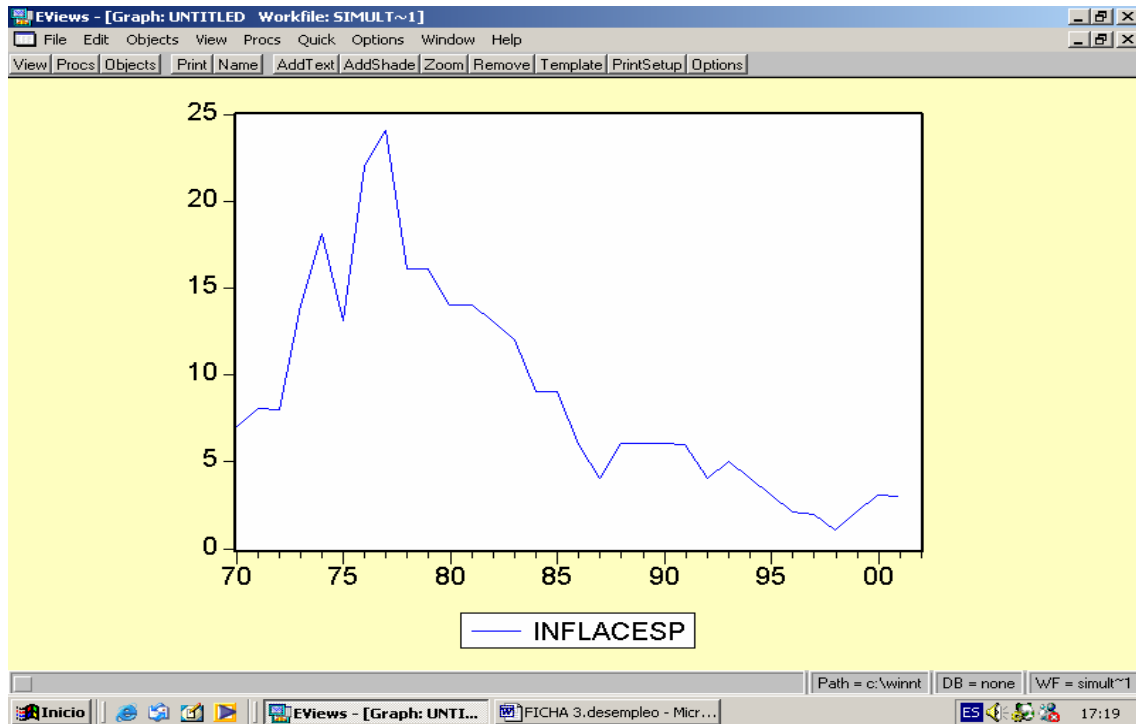 EViews - [Graph: UNTITLED Workfile: SIMULT~1]
File Edit Objects View Procs Quick Options Window Help
View Procs Objects Print Name AddText AddShade Zoom Remove Template PrintSetup Options
25
20
15
10
5
0
70 75 80 85 90 95 00
INFLACESP
Path = c:\winnt DB = none WF = simult~1
Inicio EViews - [Graph: UNTI... FICHA 3.desempleo - Micr... ES 17:19